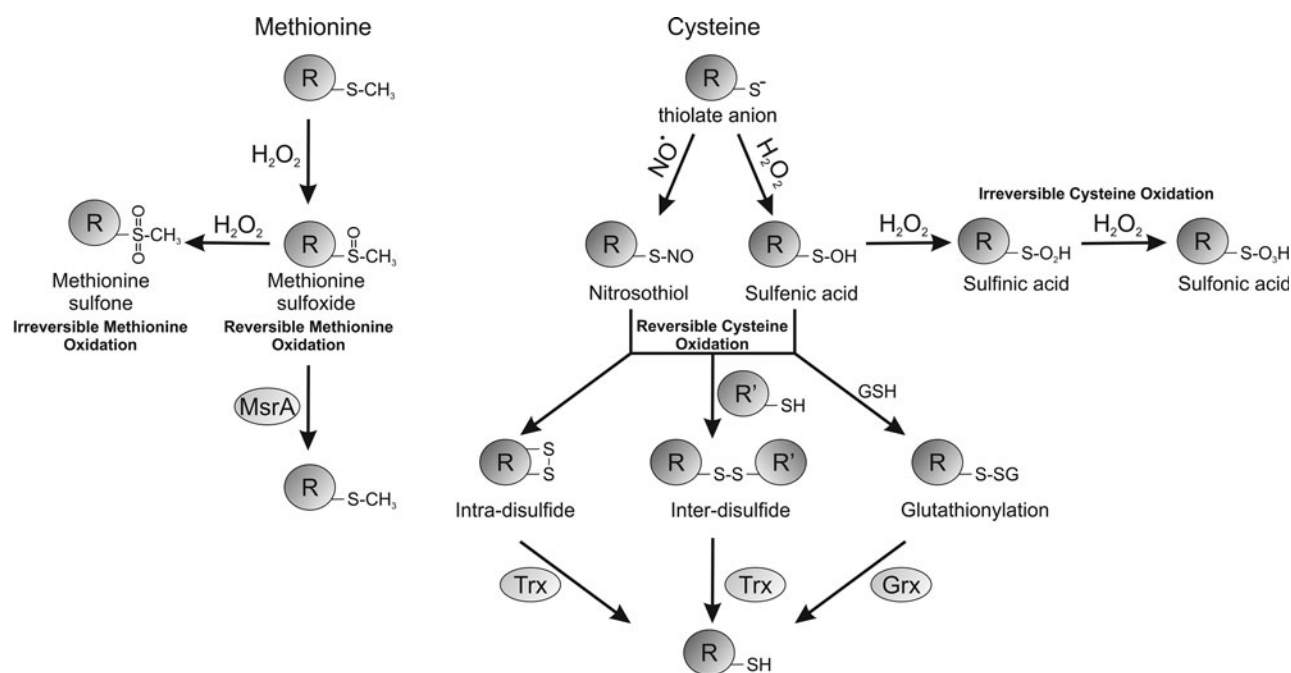 Methionine
R
S-CH₃
H₂O₂
R
O
S-CH₃
O
H₂O₂
R
O
S-CH₃
Methionine
sulfone
Irreversible Methionine
Oxidation
Methionine
sulfoxide
Reversible Methionine
Oxidation
MsrA
R
S-CH₃
Cysteine
R
S⁻
thiolate anion
NO•
H₂O₂
R
S-NO
Nitrosothiol
R
S-OH
Sulfenic acid
H₂O₂
Irreversible Cysteine Oxidation
R
S-O₂H
Sulfinic acid
H₂O₂
R
S-O₃H
Sulfonic acid
Reversible Cysteine
Oxidation
R'
SH
GSH
R
S
S
Intra-disulfide
R
S-S
R'
Inter-disulfide
R
S-SG
Glutathionylation
Trx
Trx
Grx
R
SH